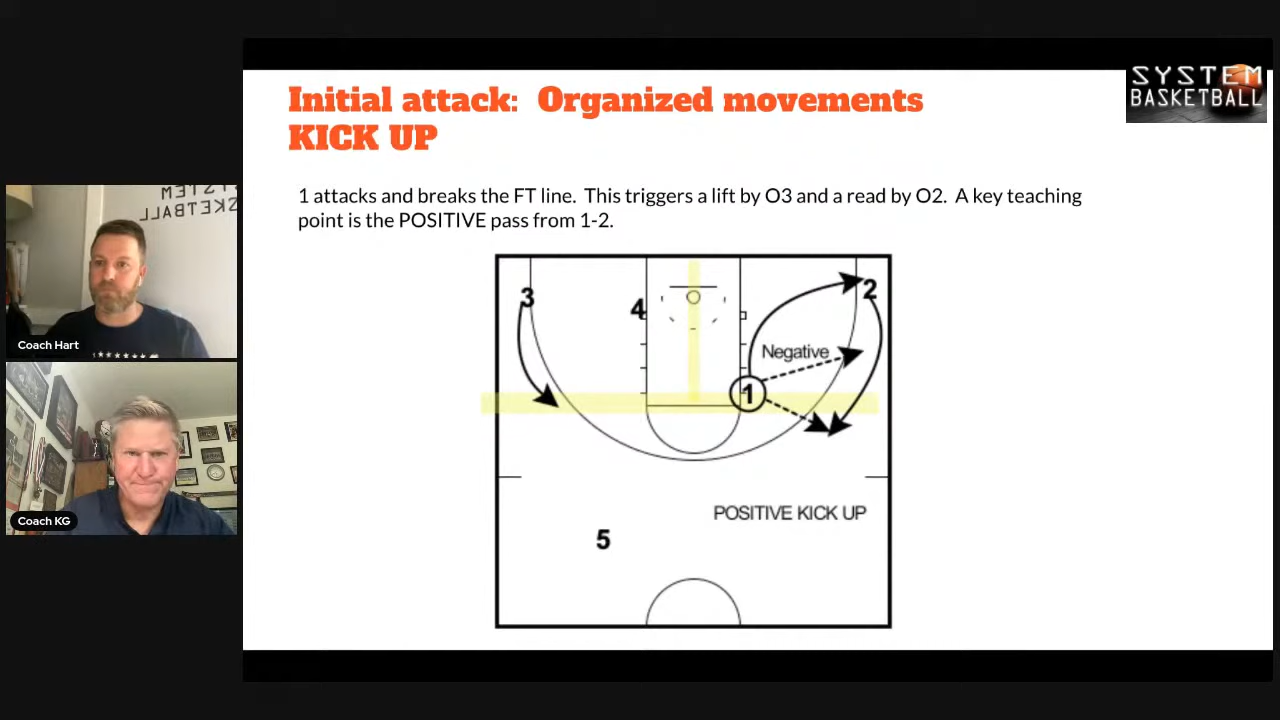 Initial attack:  Organized movements
KICK UP
SYSTEM
BASKETBALL
1 attacks and breaks the FT line.  This triggers a lift by O3 and a read by O2.  A key teaching
point is the POSITIVE pass from 1-2.
3
4
2
Negative
1
POSITIVE KICK UP
5
SYSTEM
BASKETBALL
Coach Hart
Coach KG